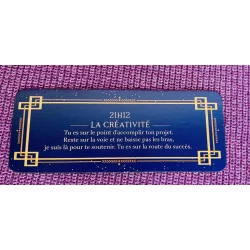 21H12
LA CRÉATIVITÉ
Tu es sur le point d'accomplir ton projet.
Reste sur la voie et ne baisse pas les bras,
je suis là pour te soutenir. Tu es sur la route du succès.